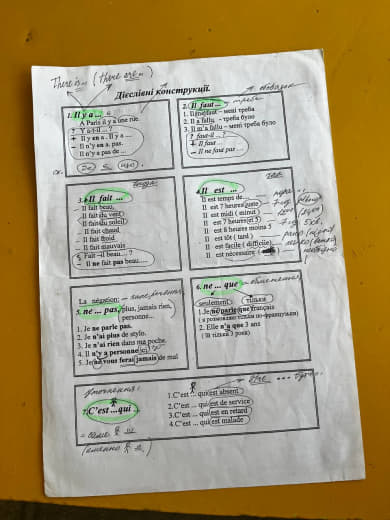 There is... (there are...)
Дієслівні конструкції.
1. Il y a ...
A Paris il y a une rue.
? Y a-t-il ... ?
+ Il y en a. Il y a ...
– Il n'y en a pas.
Il n'y a pas de ...
2. Il faut ... треба
1. Il me faut – мені треба
2. Il a fallu - треба було
3. Il m'a fallu – мені треба було
? faut-il ... ?
+ Il faut ...
– Il ne faut pas ...
3. Il fait ...
Il fait beau.
Il fait du vent
Il fait du soleil
Il fait chaud
Il fait froid
Il fait mauvais
? Fait –il beau... ?
– Il ne fait pas beau.
4. Il est ...
Il est temps de...
Il est 7 heures juste
Il est midi ( minuit )
Il est 7 heures et 5
Il est 8 heures moins 5
Il est tôt ( tard )
Il est facile ( difficile )
Il est nécessaire
La négation:
5. ne ... pas, (plus, jamais, rien, personne...
1. Je ne parle pas.
2. Je n'ai plus de stylo.
3. Je n'ai rien dans ma poche.
4. Il n'y a personne ici
5. Je ne vous ferai jamais de mal
6. ne ... que
seulement тільки
1. Je ne parle que français
( я розмовляю тільки по-французьки)
2. Elle n'a que 3 ans
( їй тільки 3 роки)
7. C'est ...qui
1.C'est ... qui est absent
2.C'est ... qui est de service
3.C'est ... qui est en retard
4.C'est ... qui est malade